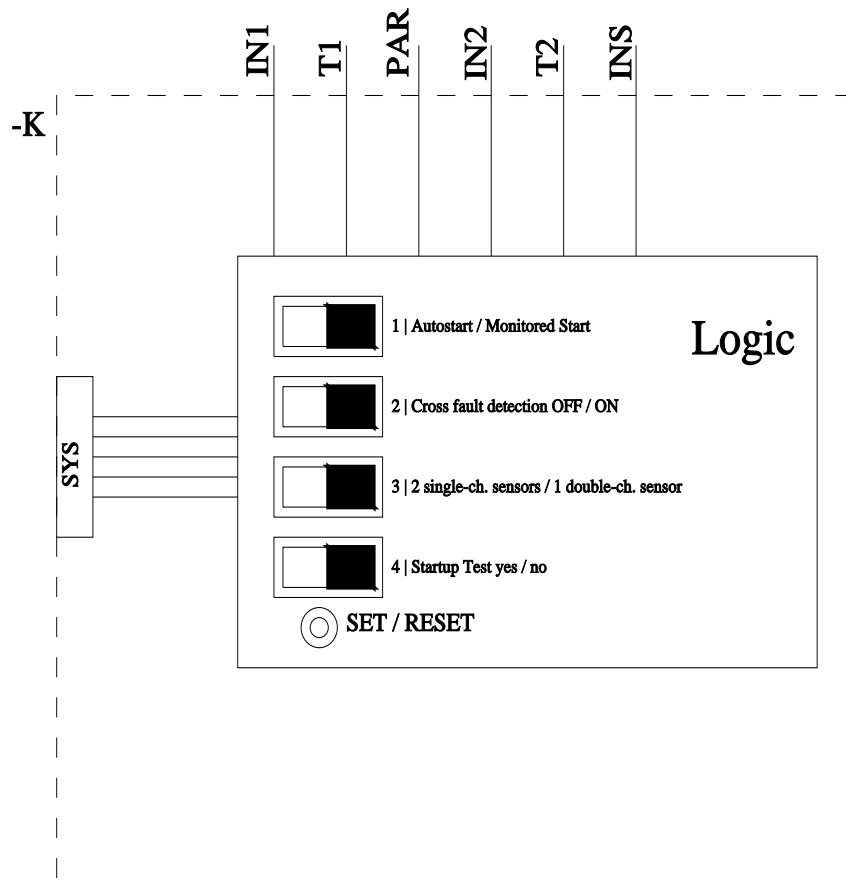 IN1
T1
PAR
IN2
T2
INS
-K
1 | Autostart / Monitored Start
Logic
2 | Cross fault detection OFF / ON
SYS
3 | 2 single-ch. sensors / 1 double-ch. sensor
4 | Startup Test yes / no
SET / RESET